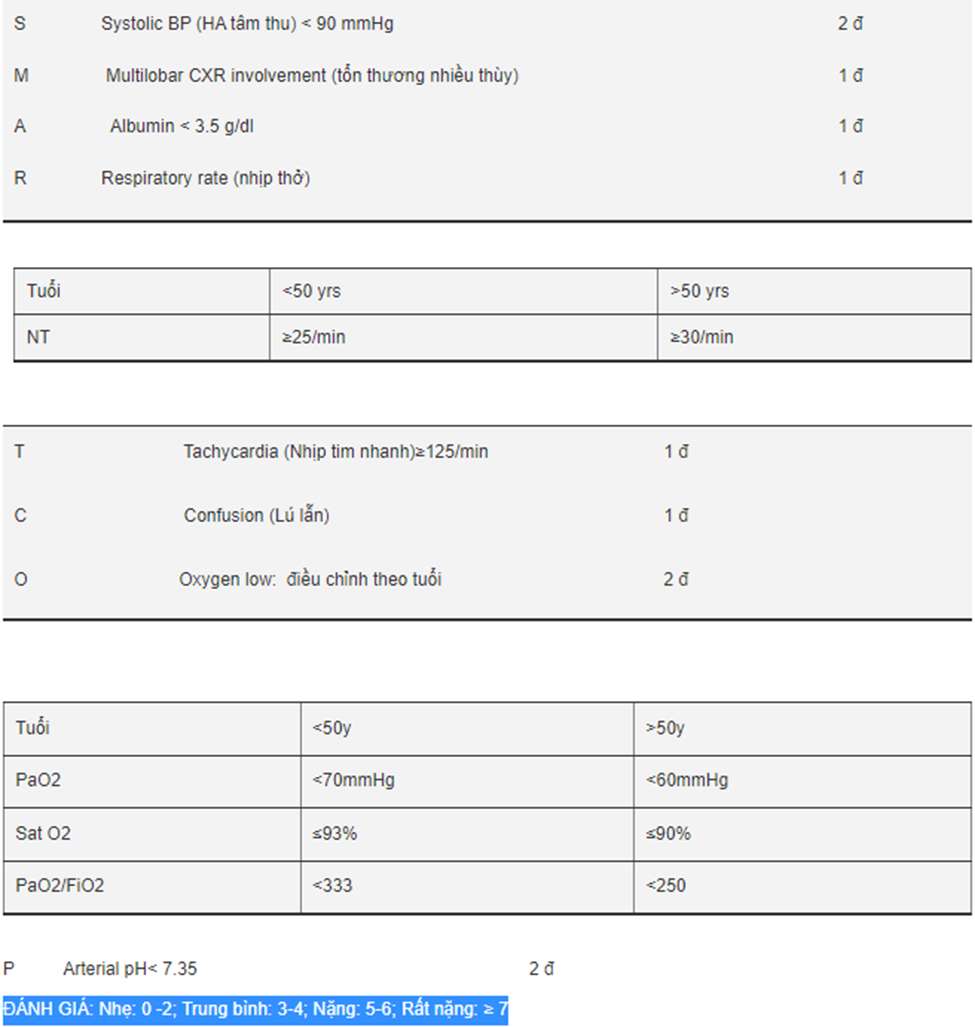 S Systolic BP (HA tâm thu) < 90 mmHg 2 đ
M Multilobar CXR involvement (tổn thương nhiều thùy) 1 đ
A Albumin < 3.5 g/dl 1 đ
R Respiratory rate (nhịp thở) 1 đ
Tuổi <50 yrs >50 yrs
NT ≥25/min ≥30/min
T Tachycardia (Nhịp tim nhanh)≥125/min 1 đ
C Confusion (Lú lẫn) 1 đ
O Oxygen low: điều chỉnh theo tuổi 2 đ
Tuổi <50y >50y
PaO2 <70mmHg <60mmHg
Sat O2 ≤93% ≤90%
PaO2/FiO2 <333 <250
P Arterial pH< 7.35 2 đ
ĐÁNH GIÁ: Nhẹ: 0 -2; Trung bình: 3-4; Nặng: 5-6; Rất nặng: ≥ 7